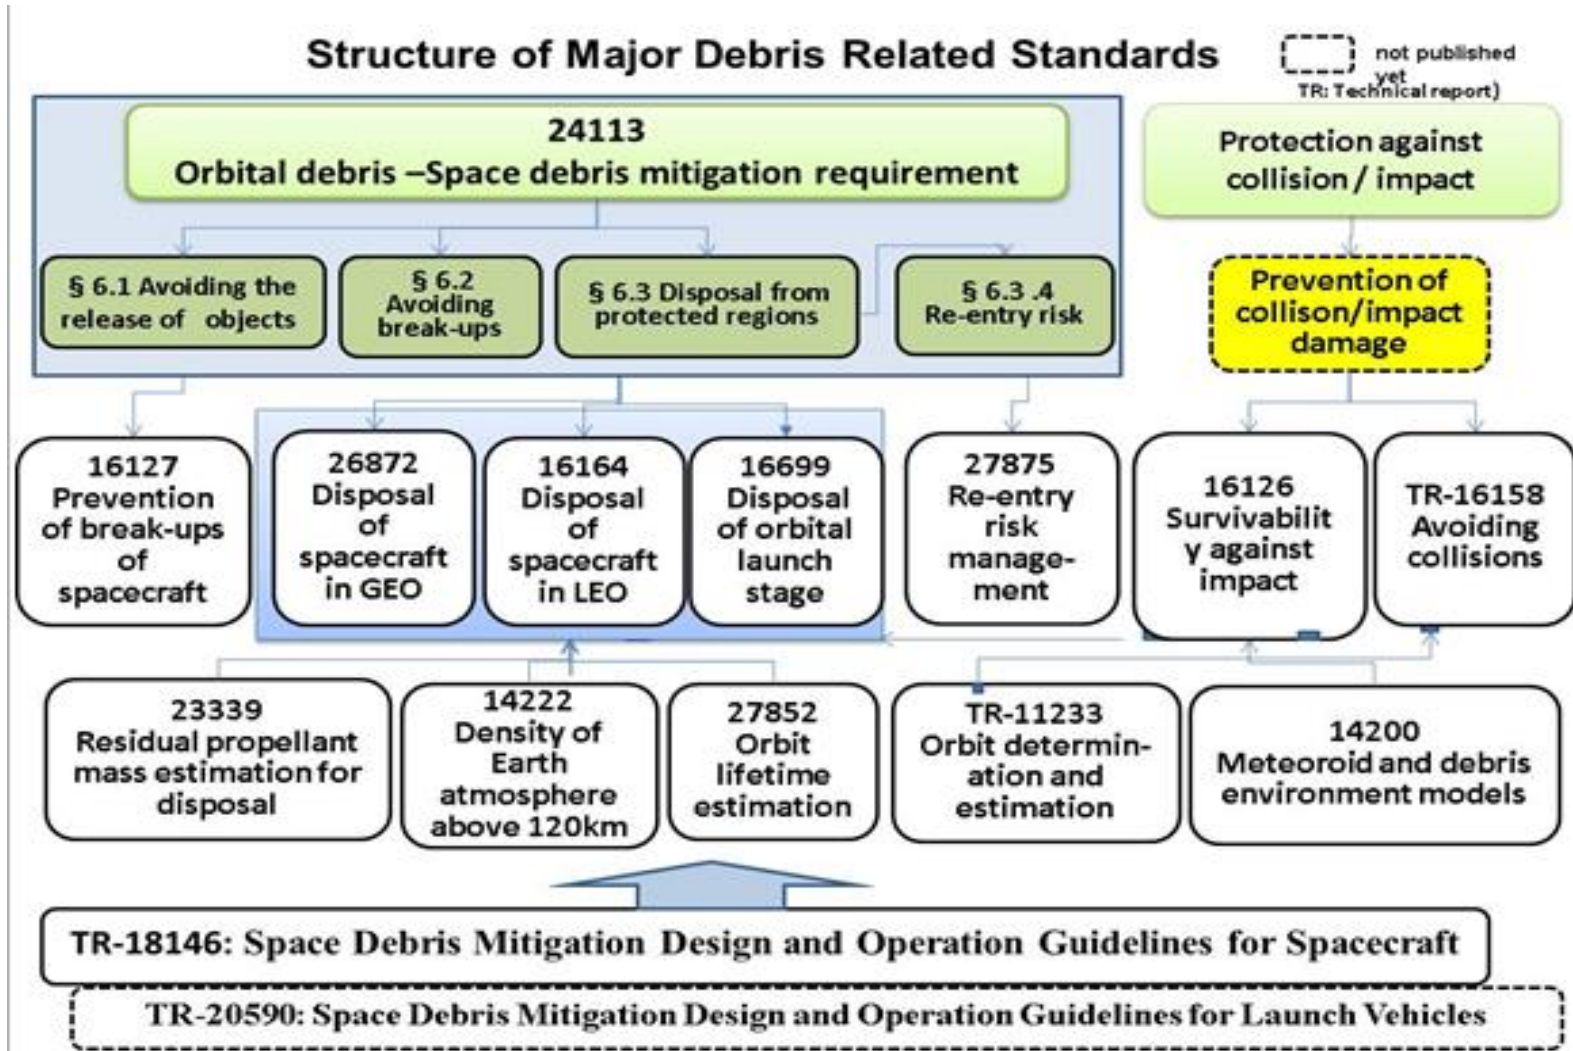 Structure of Major Debris Related Standards
not published
yet
TR: Technical report)
24113
Orbital debris –Space debris mitigation requirement
Protection against
collision / impact
§ 6.1 Avoiding the
release of objects
§ 6.2
Avoiding
break-ups
§ 6.3 Disposal from
protected regions
§ 6.3 .4
Re-entry risk
Prevention of
collison/impact
damage
16127
Prevention
of break-ups
of
spacecraft
26872
Disposal
of
spacecraft
in GEO
16164
Disposal
of
spacecraft
in LEO
16699
Disposal
of orbital
launch
stage
27875
Re-entry
risk
manage-
ment
16126
Survivabilit
y against
impact
TR-16158
Avoiding
collisions
23339
Residual propellant
mass estimation for
disposal
14222
Density of
Earth
atmosphere
above 120km
27852
Orbit
lifetime
estimation
TR-11233
Orbit determin-
ation and
estimation
14200
Meteoroid and debris
environment models
TR-18146: Space Debris Mitigation Design and Operation Guidelines for Spacecraft
TR-20590: Space Debris Mitigation Design and Operation Guidelines for Launch Vehicles